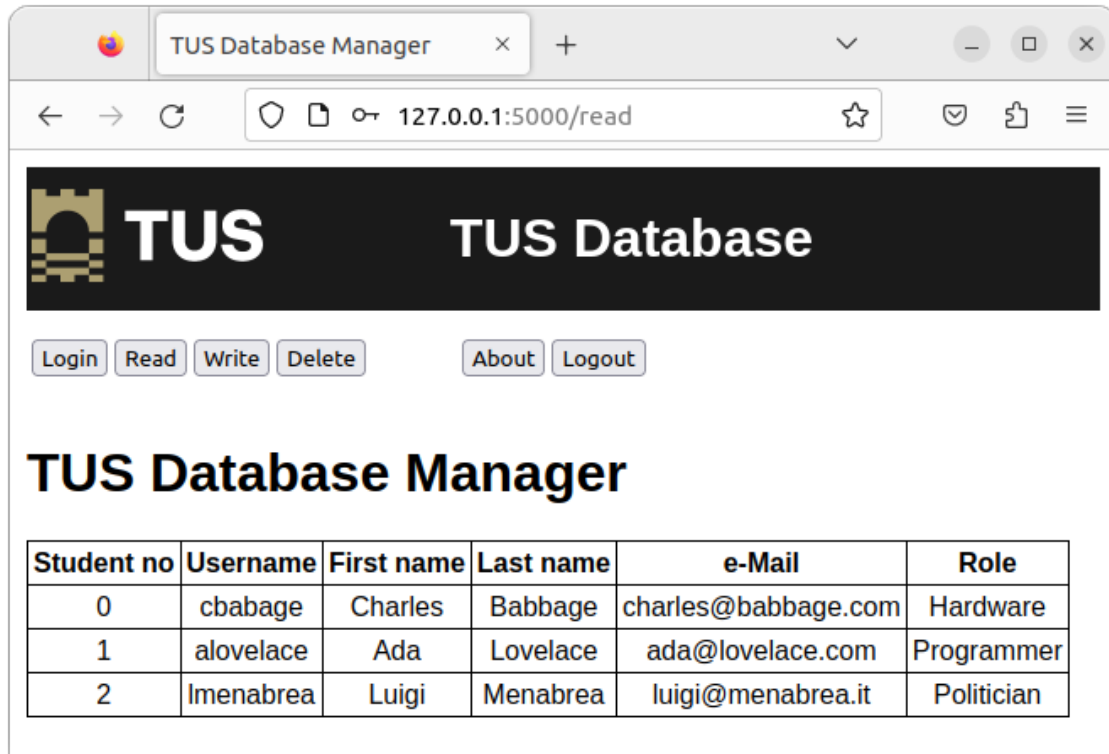 TUS Database Manager
127.0.0.1:5000/read
TUS TUS Database
Login Read Write Delete About Logout
TUS Database Manager
Student no Username First name Last name e-Mail Role
0 cbabage Charles Babbage charles@babbage.com Hardware
1 alovelace Ada Lovelace ada@lovelace.com Programmer
2 lmenabrea Luigi Menabrea luigi@menabrea.it Politician